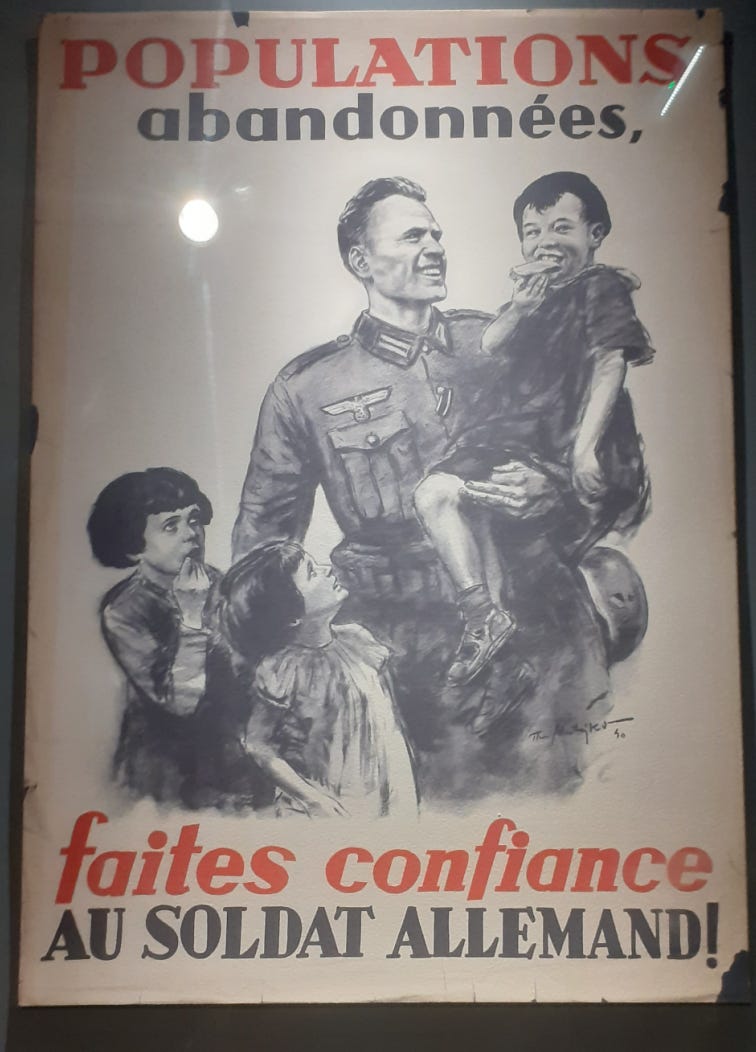 POPULATIONS
abandonnées,
faites confiance
AU SOLDAT ALLEMAND!